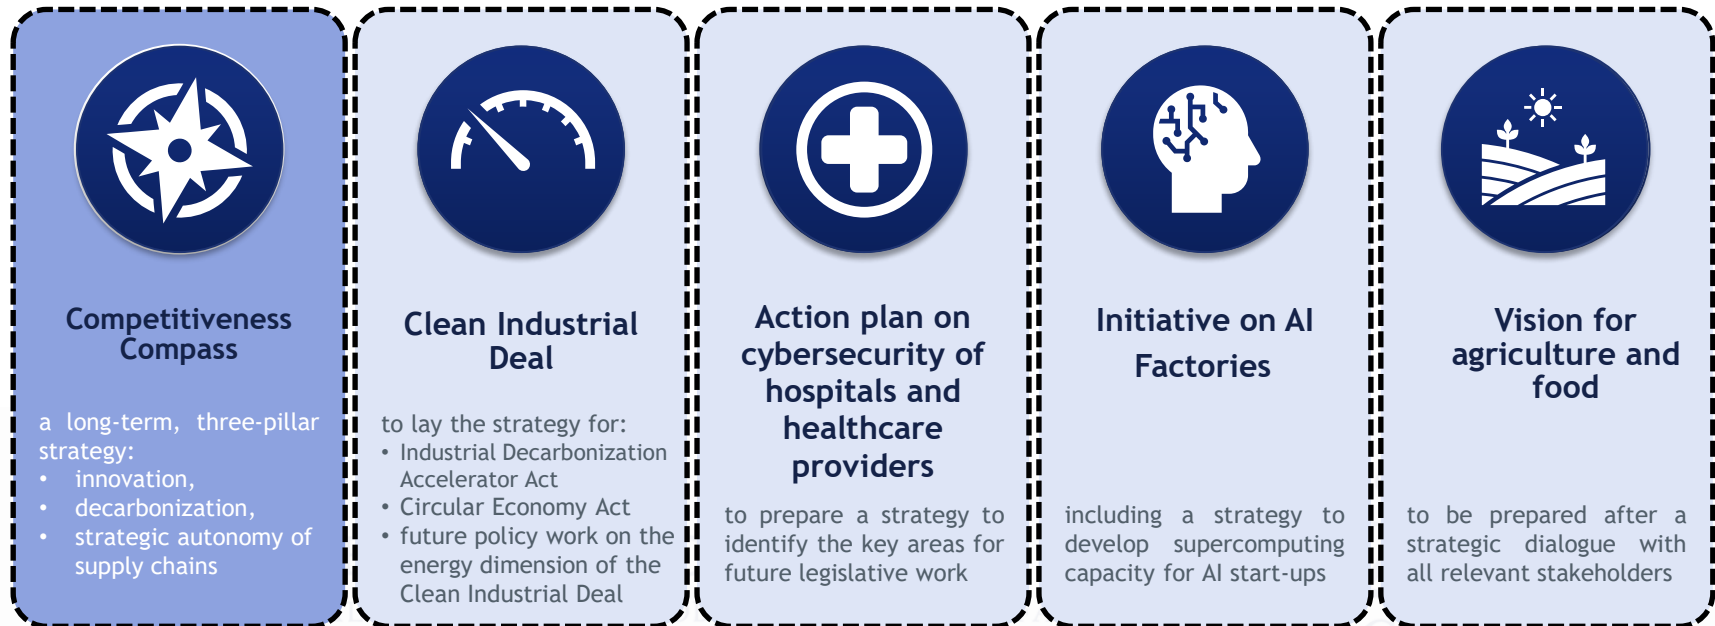 Competitiveness
Compass
a long-term, three-pillar
strategy:
• innovation,
• decarbonization,
• strategic autonomy of
supply chains
Clean Industrial
Deal
to lay the strategy for:
• Industrial Decarbonization
Accelerator Act
• Circular Economy Act
• future policy work on the
energy dimension of the
Clean Industrial Deal
Action plan on
cybersecurity of
hospitals and
healthcare
providers
to prepare a strategy to
identify the key areas for
future legislative work
Initiative on AI
Factories
including a strategy to
develop supercomputing
capacity for AI start-ups
Vision for
agriculture and
food
to be prepared after a
strategic dialogue with
all relevant stakeholders